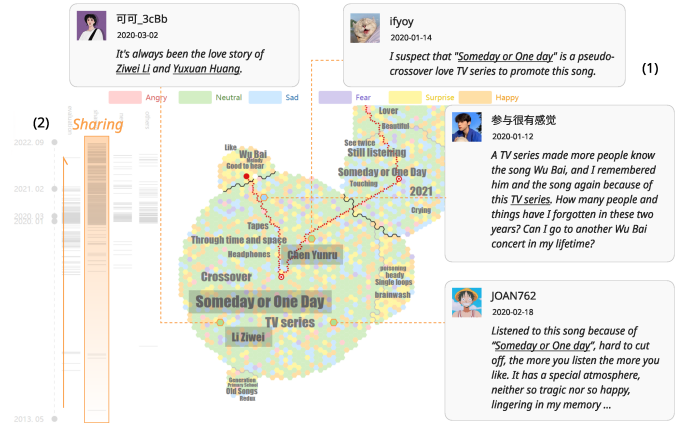 可可_3cBb
2020-03-02
It's always been the love story of
Ziwei Li and Yuxuan Huang.
ifyoy
2020-01-14
I suspect that "Someday or One day" is a pseudo-
crossover love TV series to promote this song.
(1)
Angry
Neutral
Sad
Fear
Surprise
Happy
(2)
Sharing
2022. 09
2021. 02
2020. 03
2013. 05
Lover
Beautiful
See twice
Still listening
Someday or One Day
Touching
2021
Crying
Like
Wu Bai
Melody
Good to hear
Tapes
Through time and space
Headphones
Chen Yunru
Crossover
poisoning
heady
Single loops
brainwash
Someday or One Day
TV series
Li Ziwei
Generation
Primary School
Old Songs
Redux
参与很有感觉
2020-01-12
A TV series made more people know
the song Wu Bai, and I remembered
him and the song again because of
this TV series. How many people and
things have I forgotten in these two
years? Can I go to another Wu Bai
concert in my lifetime?
JOAN762
2020-02-18
Listened to this song because of
“Someday or One day”, hard to cut
off, the more you listen the more you
like. It has a special atmosphere,
neither so tragic nor so happy,
lingering in my memory ...